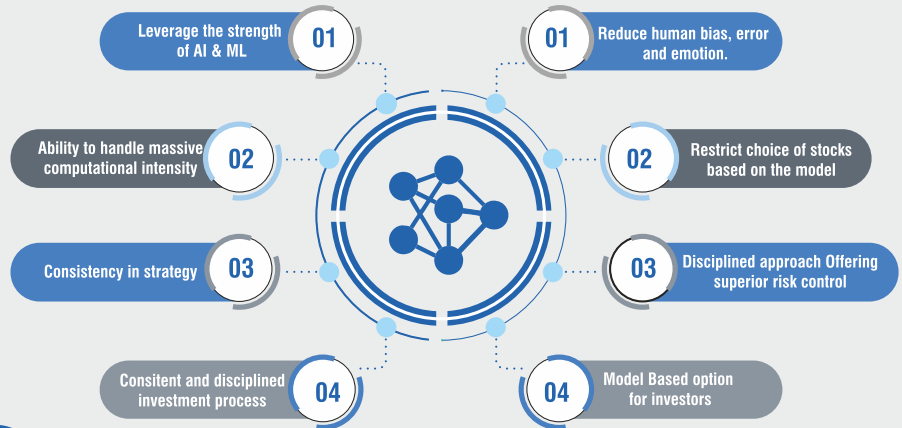 Leverage the strength
of AI & ML
01
Ability to handle massive
computational intensity
02
Consistency in strategy
03
Consitent and disciplined
investment process
04
01
Reduce human bias, error
and emotion.
02
Restrict choice of stocks
based on the model
03
Disciplined approach Offering
superior risk control
04
Model Based option
for investors